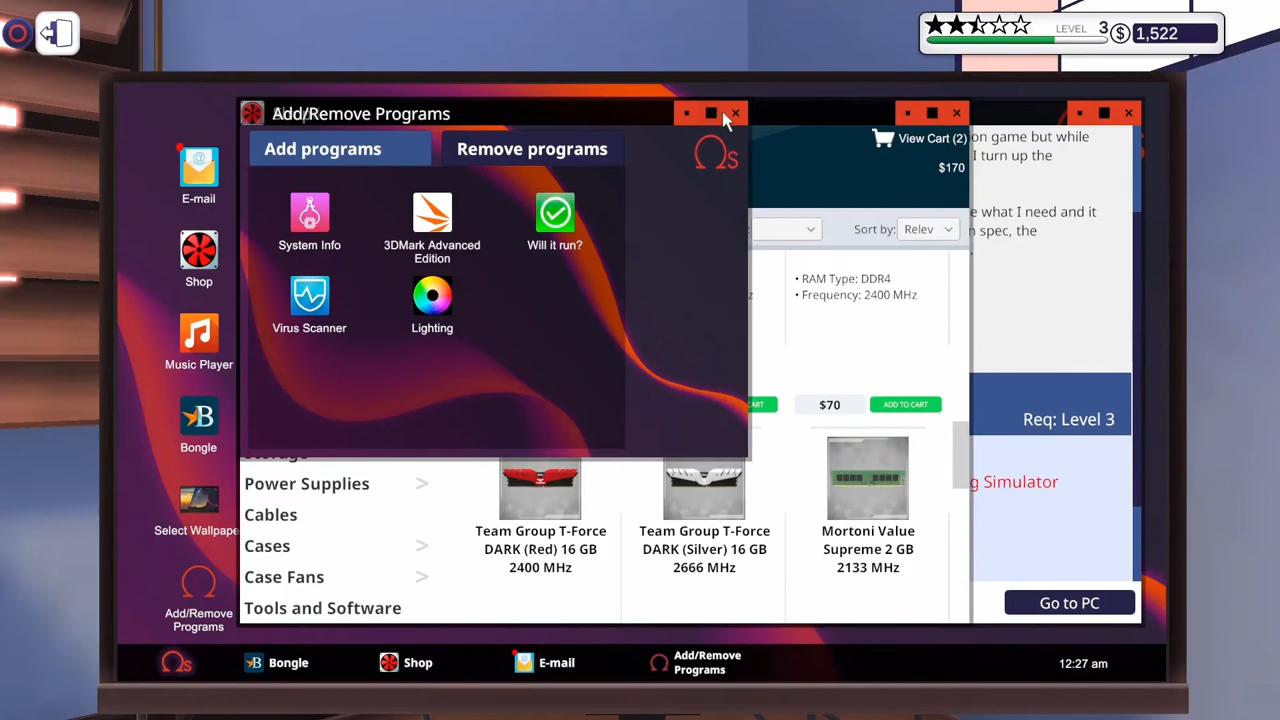 LEVEL 3
$ 1,522
Add/Remove Programs
Add programs
Remove programs
Ωs
System Info
3DMark Advanced
Edition
Will it run?
Virus Scanner
Lighting
E-mail
Shop
Music Player
Bongle
Select Wallpape
Add/Remove
Programs
View Cart (2)
$170
Sort by: Relev
• RAM Type: DDR4
• Frequency: 2400 MHz
CART
$70
ADD TO CART
on game but while
I turn up the
e what I need and it
n spec, the
Req: Level 3
g Simulator
Go to PC
Storage
Power Supplies >
Cables
Cases >
Case Fans >
Tools and Software
Team Group T-Force
DARK (Red) 16 GB
2400 MHz
Team Group T-Force
DARK (Silver) 16 GB
2666 MHz
Mortoni Value
Supreme 2 GB
2133 MHz
Ωs
Bongle
Shop
E-mail
Add/Remove
Programs
12:27 am